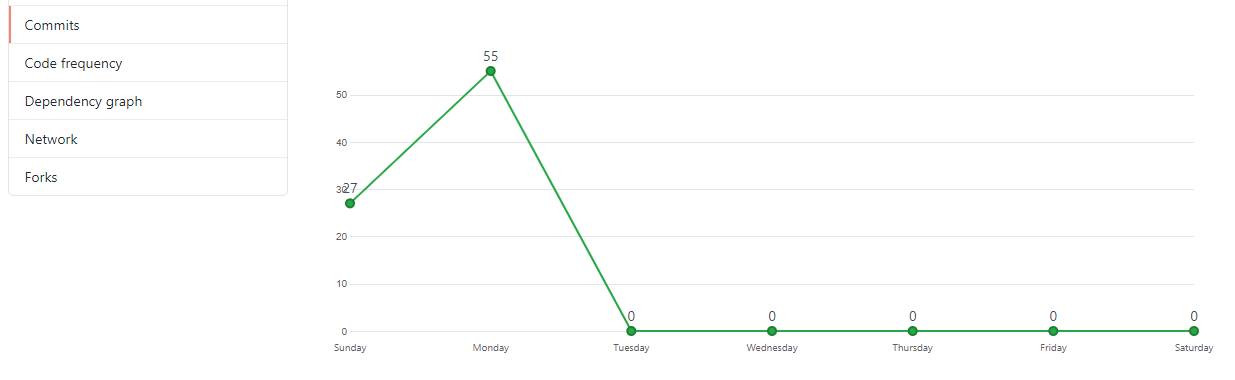 Commits
Code frequency
Dependency graph
Network
Forks
55
50
40
30
27
20
10
0
0
0
0
0
0
Sunday
Monday
Tuesday
Wednesday
Thursday
Friday
Saturday